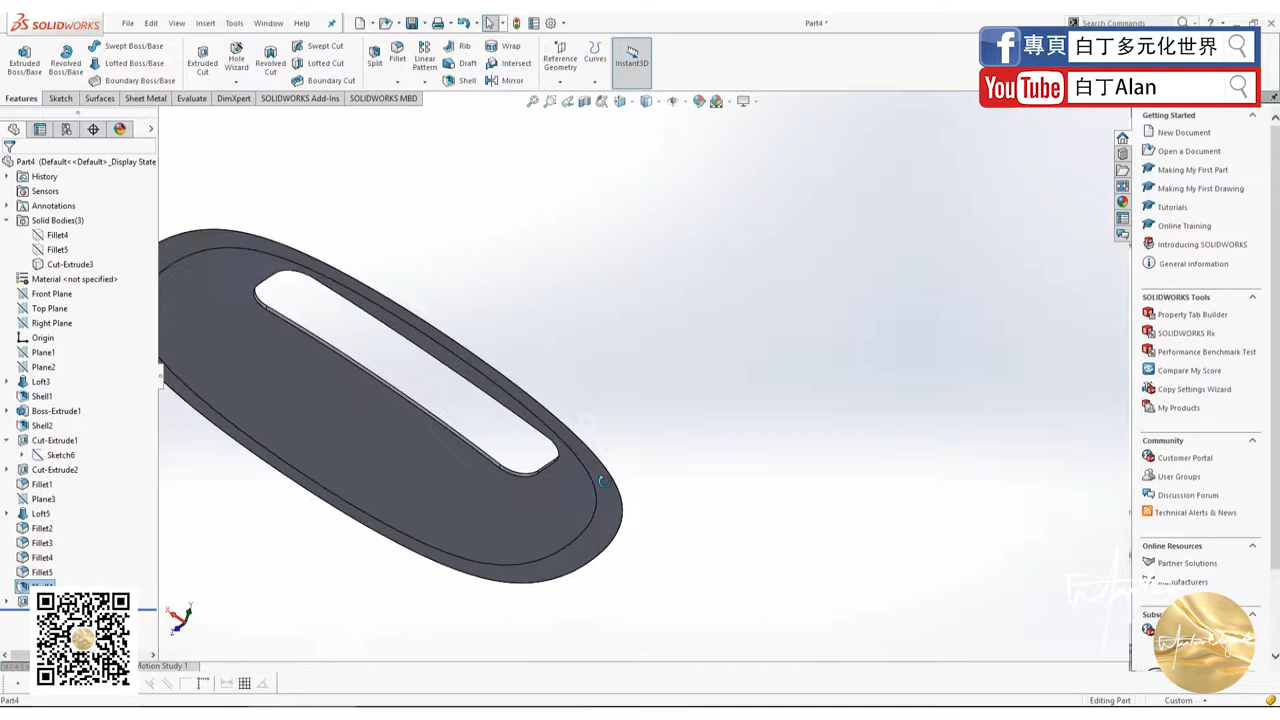 SOLIDWORKS
File
Edit
View
Insert
Tools
Window
Help
Part4 *
Search Commands
Extruded Boss/Base
Revolved Boss/Base
Swept Boss/Base
Lofted Boss/Base
Boundary Boss/Base
Extruded Cut
Hole Wizard
Revolved Cut
Swept Cut
Lofted Cut
Boundary Cut
Split
Fillet
Linear Pattern
Rib
Draft
Shell
Wrap
Intersect
Mirror
Reference Geometry
Curves
Instant3D
專頁 白丁多元化世界
YouTube 白丁Alan
Features
Sketch
Surfaces
Sheet Metal
Evaluate
DimXpert
SOLIDWORKS Add-Ins
SOLIDWORKS MBD
Part4 (Default<<Default>_Display State
History
Sensors
Annotations
Solid Bodies(3)
Fillet4
Fillet5
Cut-Extrude3
Material <not specified>
Front Plane
Top Plane
Right Plane
Origin
Plane1
Plane2
Loft3
Shell1
Boss-Extrude1
Shell2
Cut-Extrude1
Sketch6
Cut-Extrude2
Fillet1
Plane3
Loft5
Fillet2
Fillet3
Fillet4
Fillet5
Getting Started
New Document
Open a Document
Making My First Part
Making My First Drawing
Tutorials
Online Training
Introducing SOLIDWORKS
General Information
SOLIDWORKS Tools
Property Tab Builder
SOLIDWORKS Rx
Performance Benchmark Test
Compare My Score
Copy Settings Wizard
My Products
Community
Customer Portal
User Groups
Discussion Forum
Technical Alerts & News
Online Resources
Partner Solutions
Manufacturers
X
Y
Z
Motion Study 1
Part4
Editing Part
Custom